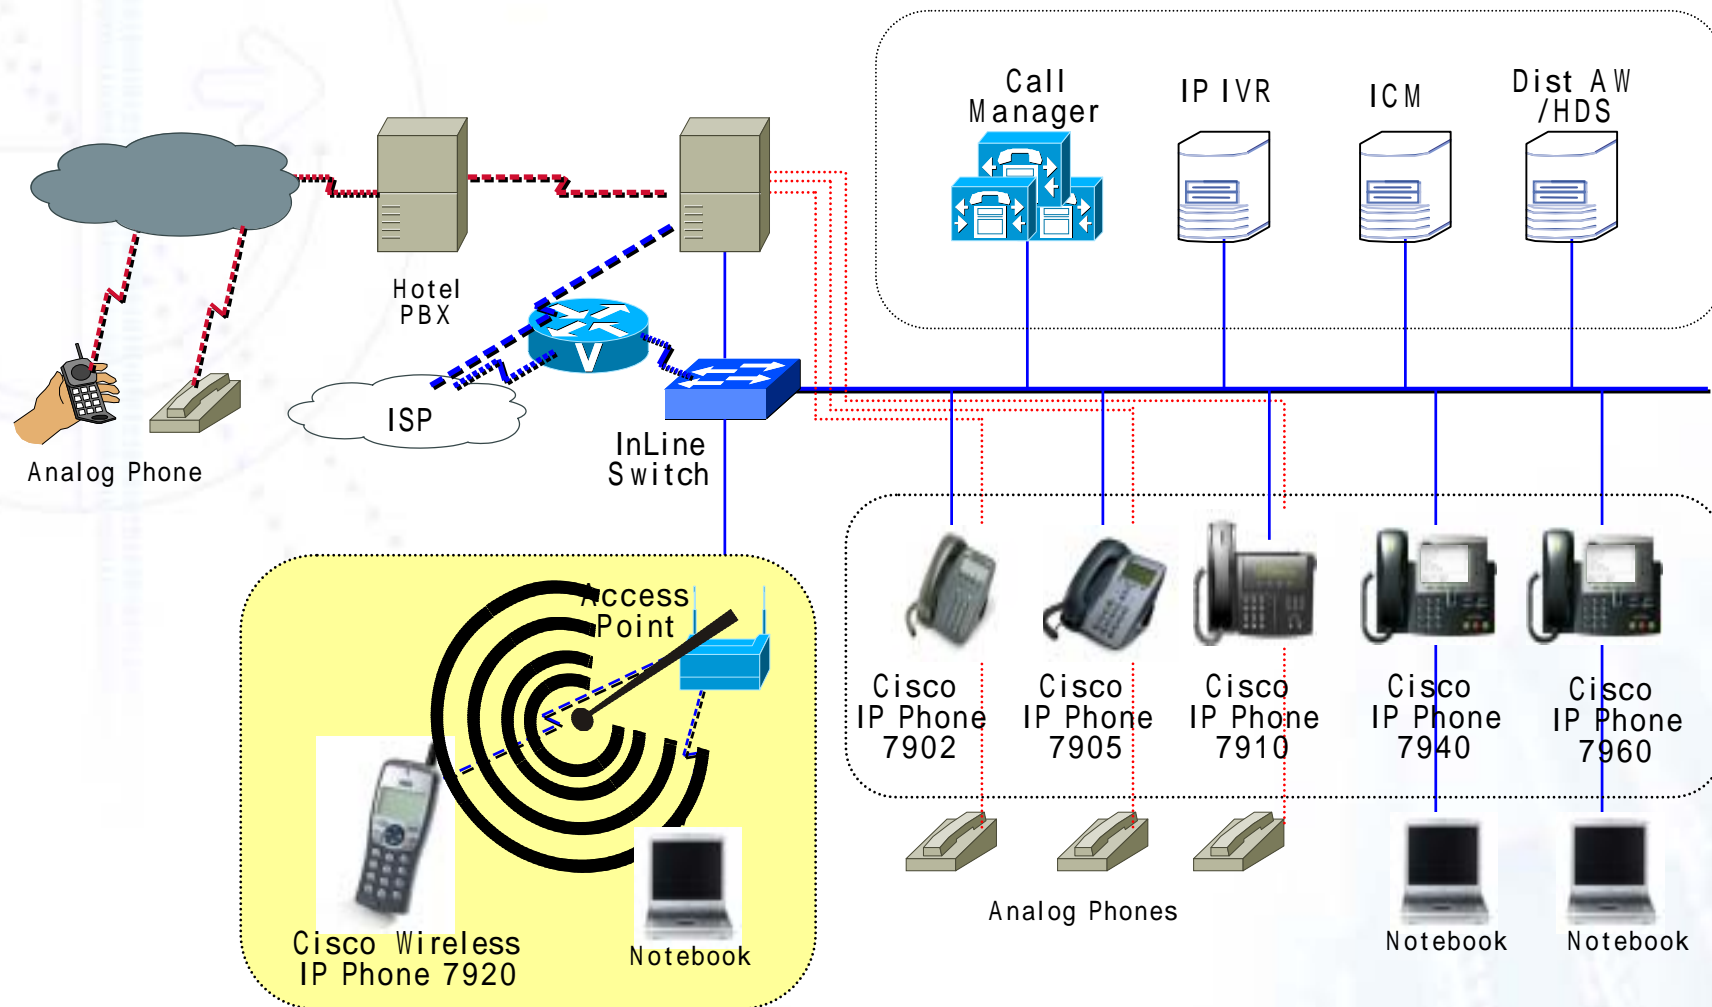 Call
Manager
IP IVR
ICM
Dist AW
/HDS
Hotel
PBX
V
ISP
InLine
Switch
Analog Phone
Access
Point
Cisco
IP Phone
7902
Cisco
IP Phone
7905
Cisco
IP Phone
7910
Cisco
IP Phone
7940
Cisco
IP Phone
7960
Analog Phones
Notebook
Notebook
Cisco Wireless
IP Phone 7920
Notebook